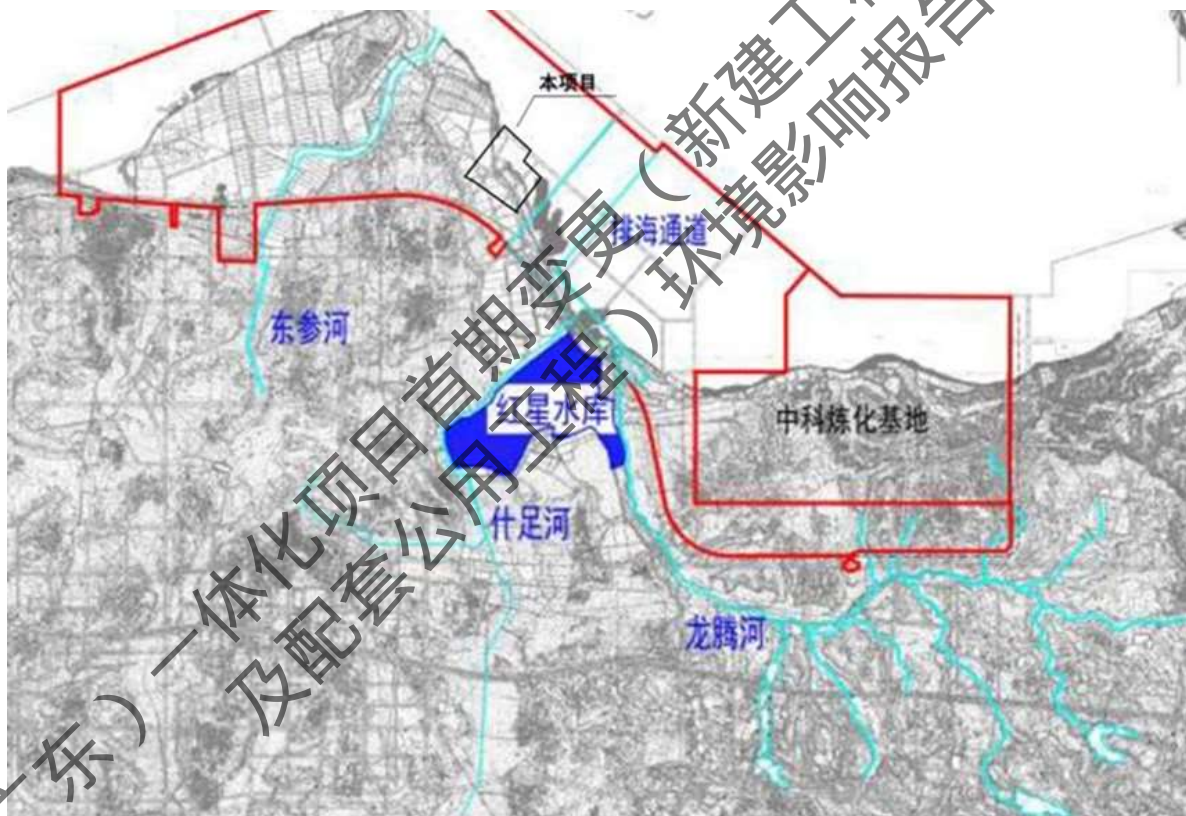 本项目
排海通道
东参河
红星水库
中科炼化基地
什足河
龙腾河
东）一体化项目首期变更（新建工程
及配套公用工程）环境影响报告